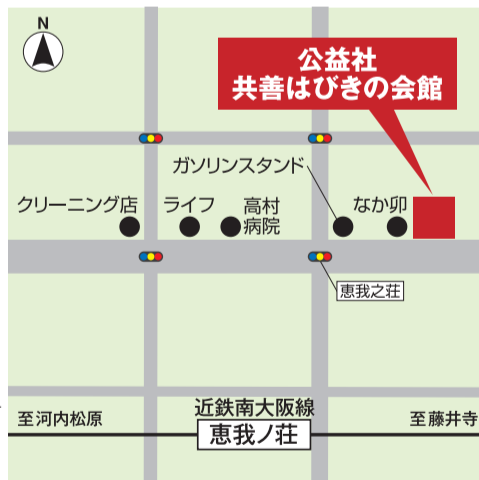 N
公益社
共善はびきの会館
ガソリンスタンド
クリーニング店
ライフ
高村
病院
なか卯
恵我之荘
近鉄南大阪線
至河内松原
恵我ノ荘
至藤井寺